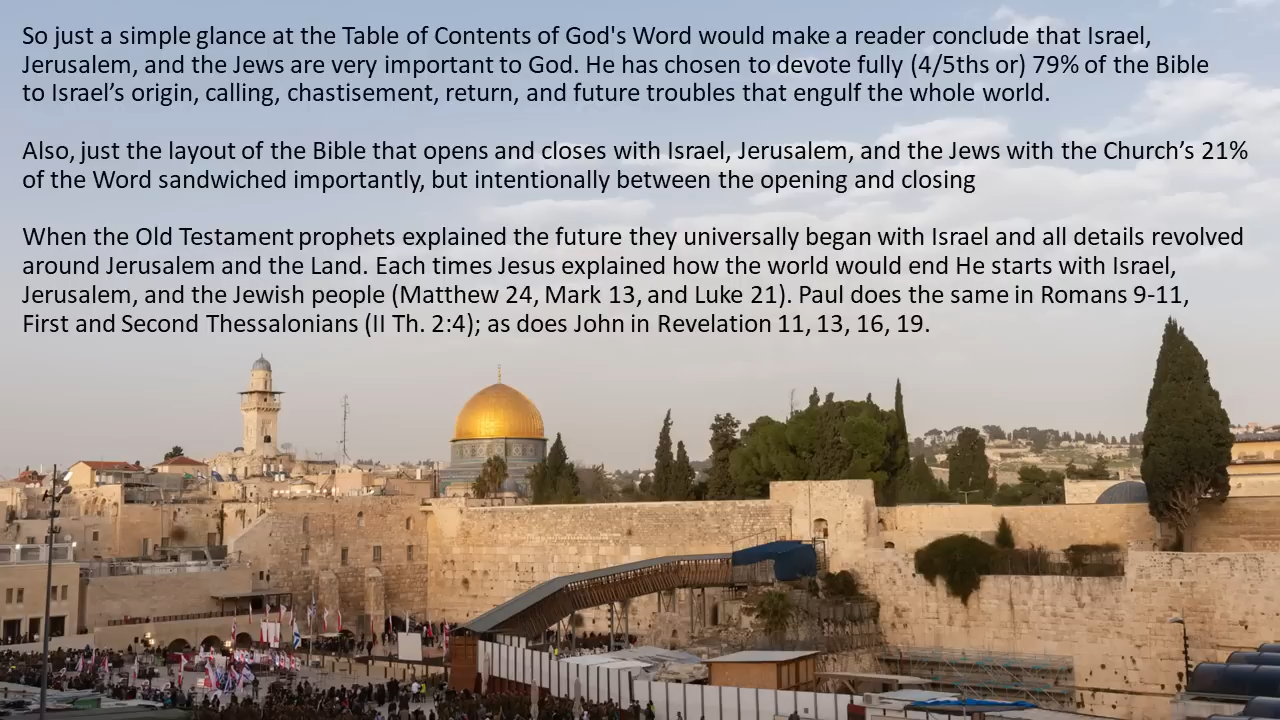 So just a simple glance at the Table of Contents of God's Word would make a reader conclude that Israel,
Jerusalem, and the Jews are very important to God. He has chosen to devote fully (4/5ths or) 79% of the Bible
to Israel’s origin, calling, chastisement, return, and future troubles that engulf the whole world.
Also, just the layout of the Bible that opens and closes with Israel, Jerusalem, and the Jews with the Church’s 21%
of the Word sandwiched importantly, but intentionally between the opening and closing
When the Old Testament prophets explained the future they universally began with Israel and all details revolved
around Jerusalem and the Land. Each times Jesus explained how the world would end He starts with Israel,
Jerusalem, and the Jewish people (Matthew 24, Mark 13, and Luke 21). Paul does the same in Romans 9-11,
First and Second Thessalonians (II Th. 2:4); as does John in Revelation 11, 13, 16, 19.